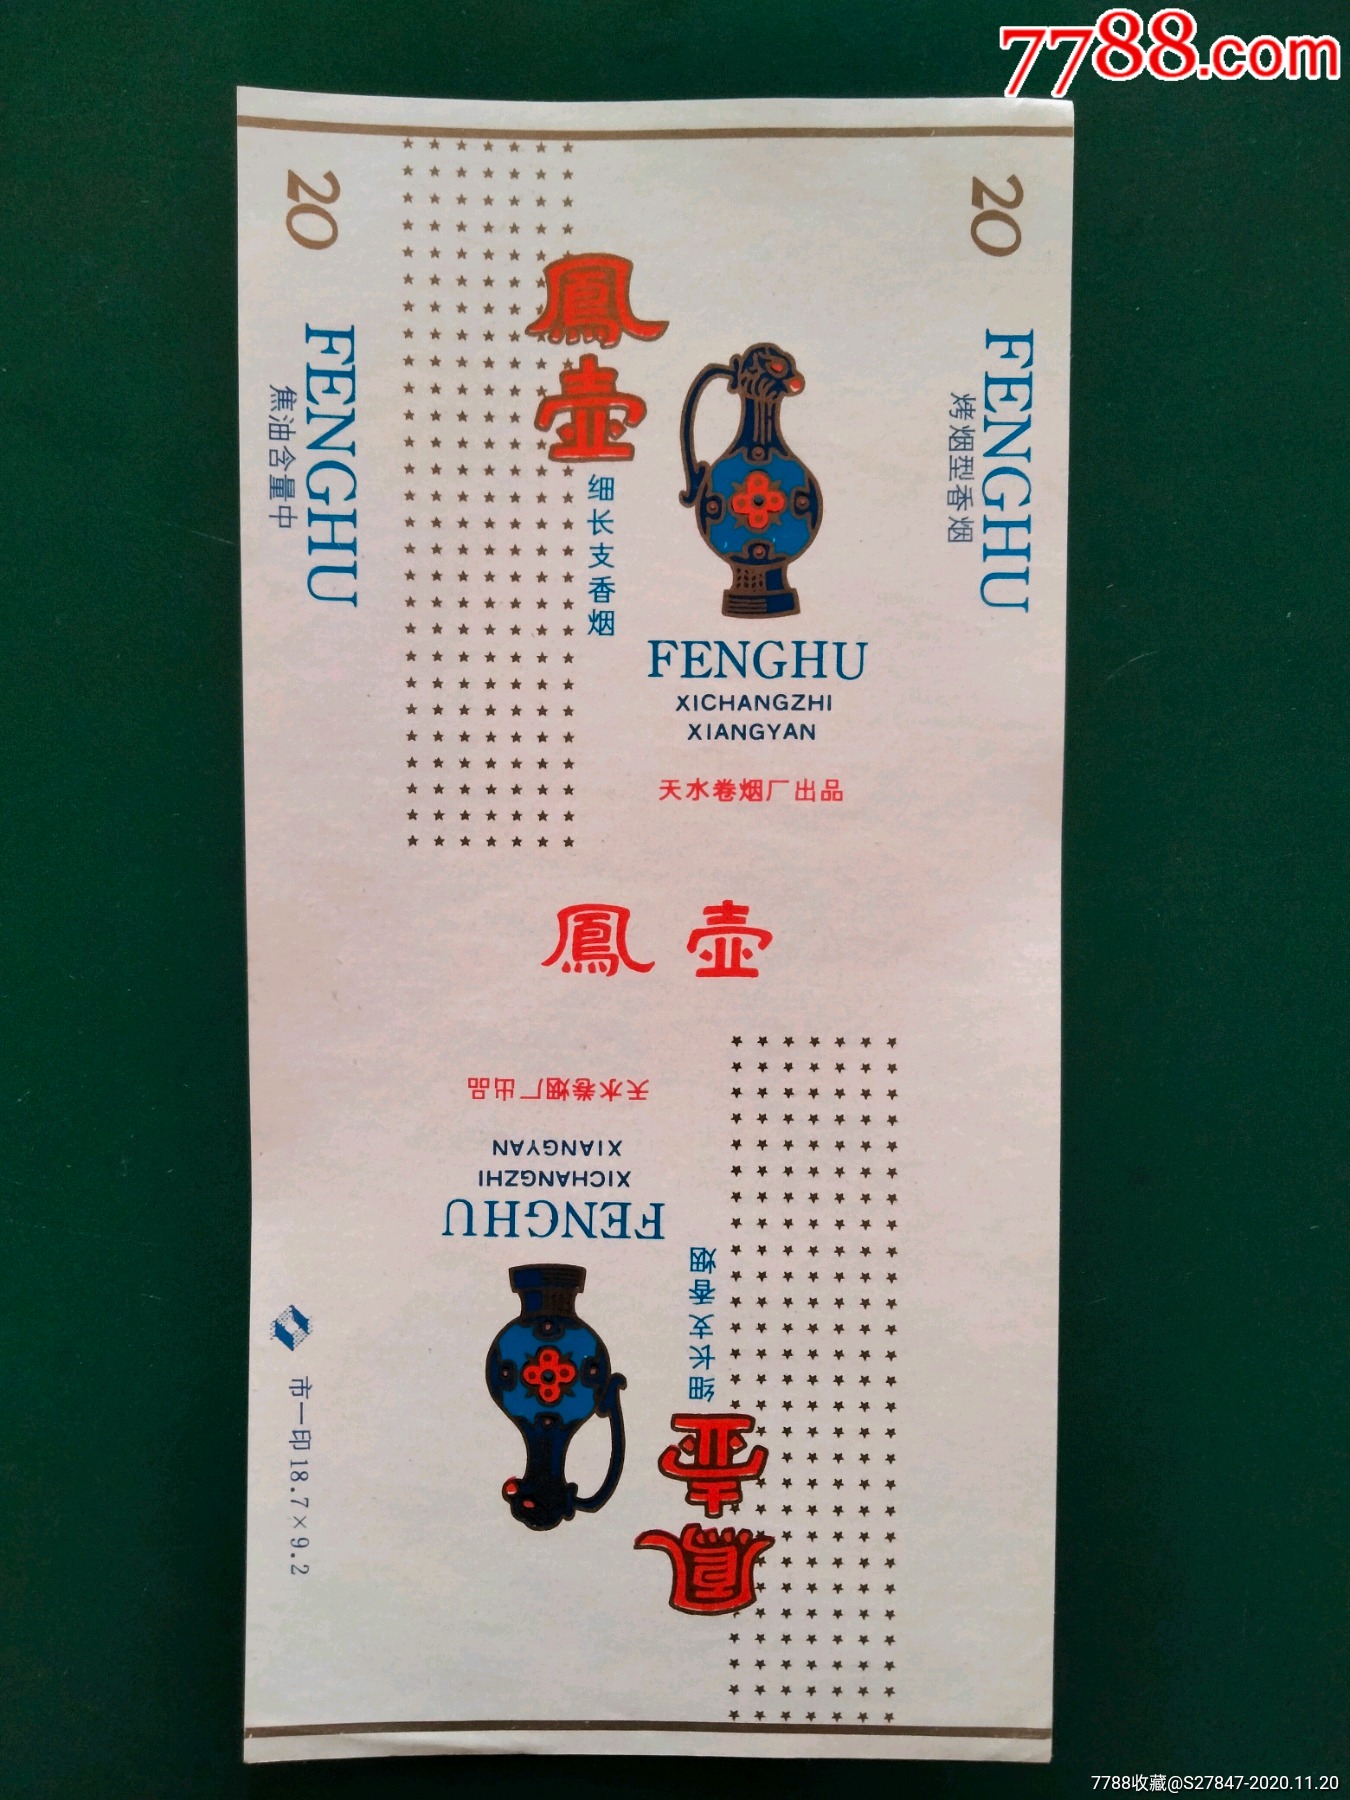 7788.com
20
FENGHU
焦油含量中
鳳壺
细长支香烟
FENGHU
XICHANGZHI
XIANGYAN
天水卷烟厂出品
20
FENGHU
烤烟型香烟
鳳壺
天水卷烟厂出品
XIANGYAN
XICHANGZHI
FENGHU
细长支香烟
鳳壺
市一印18.7×9.2
7788收藏@S27847-2020.11.20